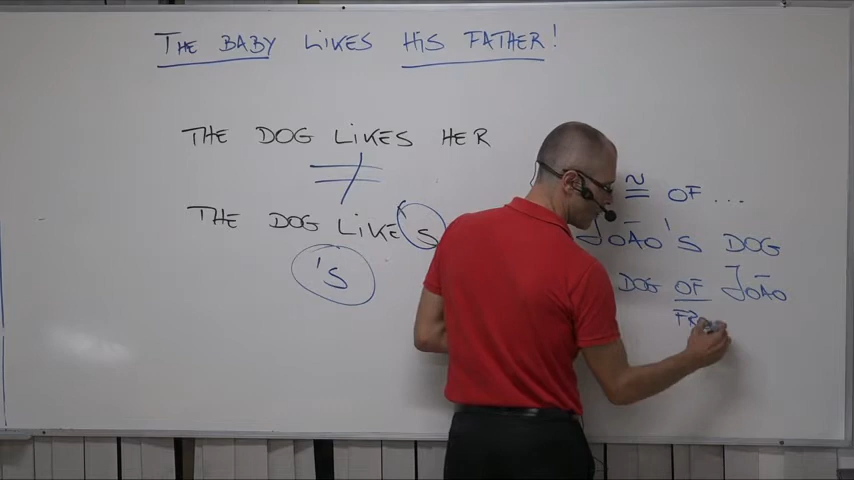 THE BABY LIKES HIS FATHER!
THE DOG LIKES HER
≠
THE DOG LIKE'S
'S
≅ OF ...
JOÃO'S DOG
DOG OF JOÃO
FR